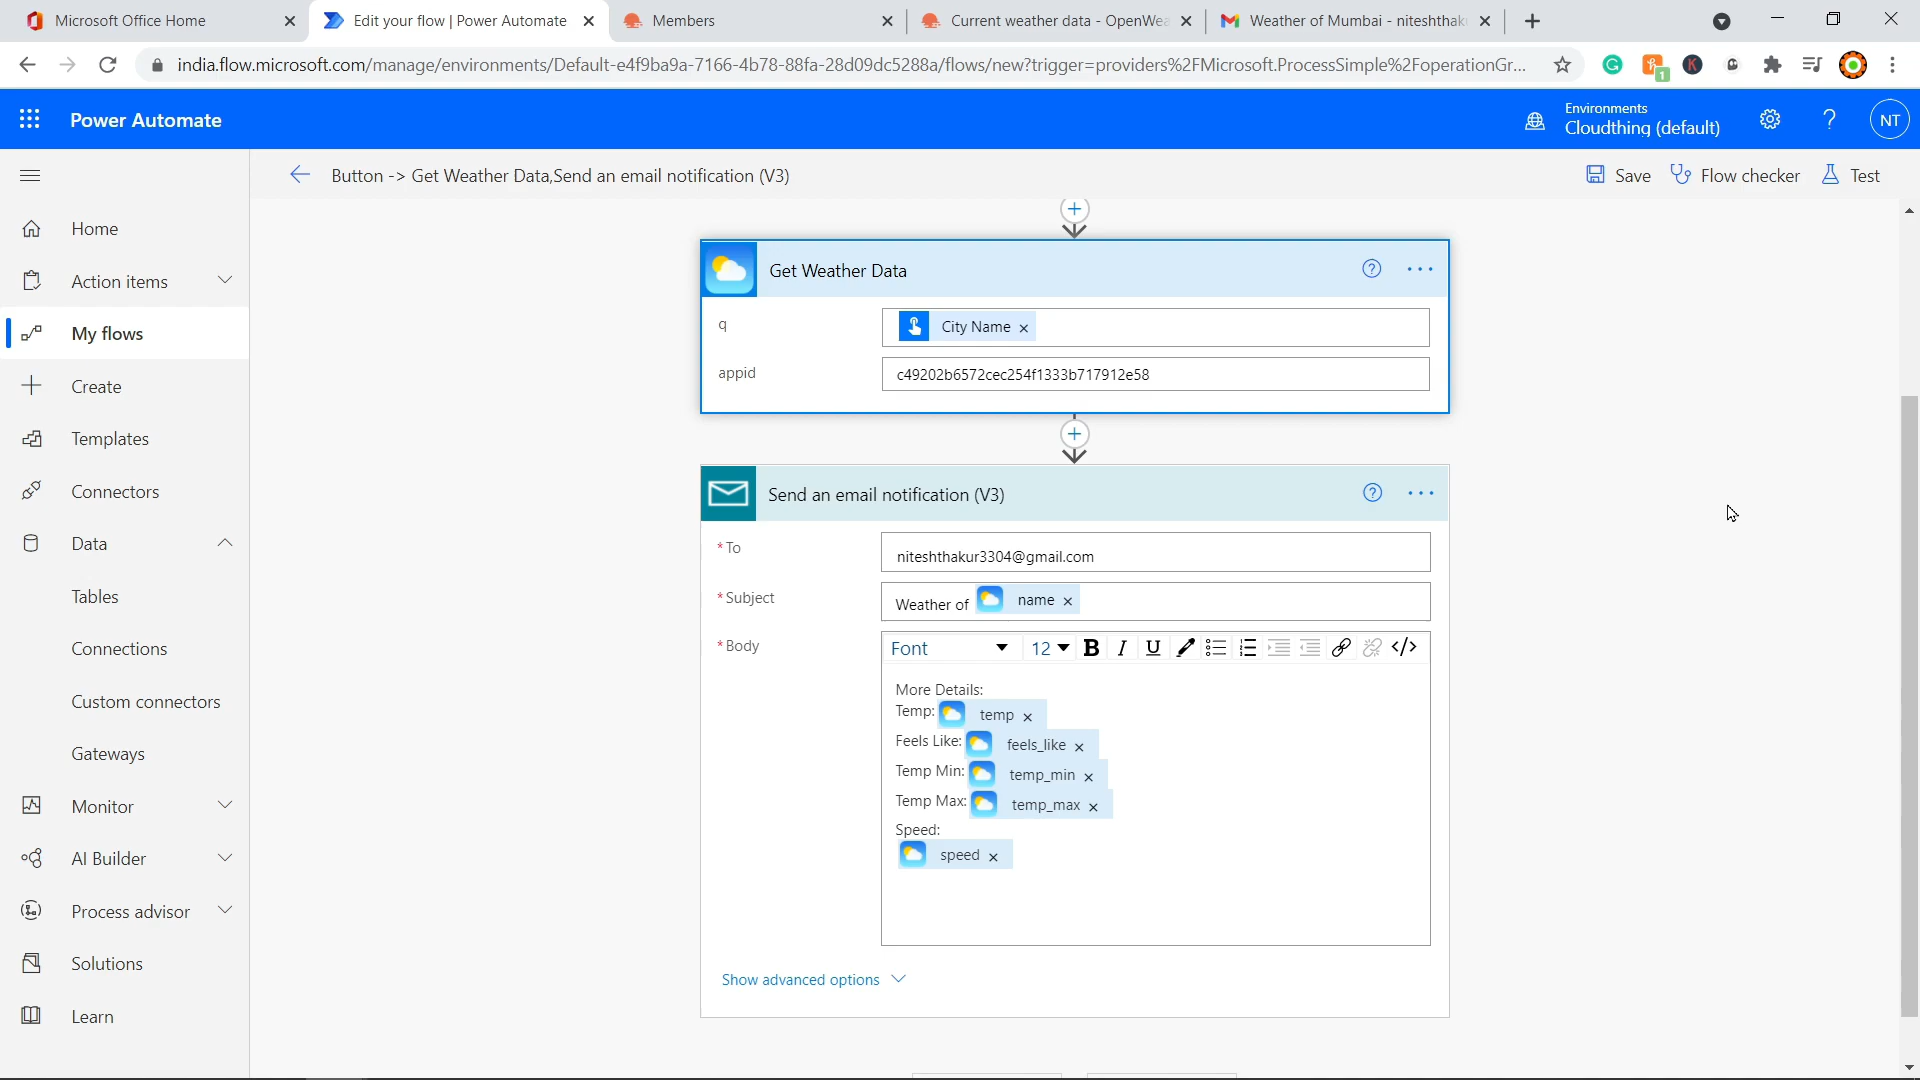 Microsoft Office Home
Edit your flow | Power Automate
Members
Current weather data - OpenWea
Weather of Mumbai - niteshthak
india.flow.microsoft.com/manage/environments/Default-e4f9ba9a-7166-4b78-88fa-28d09dc5288a/flows/new?trigger=providers%2FMicrosoft.ProcessSimple%2FoperationGr...
1
Power Automate
Environments
Cloudthing (default)
?
NT
Button -> Get Weather Data,Send an email notification (V3)
Save
Flow checker
Test
Home
Action items
My flows
Create
Templates
Connectors
Data
Tables
Connections
Custom connectors
Gateways
Monitor
AI Builder
Process advisor
Solutions
Learn
Get Weather Data
q
City Name ×
appid
c49202b6572cec254f1333b717912e58
Send an email notification (V3)
* To
niteshthakur3304@gmail.com
* Subject
Weather of name ×
* Body
Font 12 B I U </>
More Details:
Temp: temp ×
Feels Like: feels_like ×
Temp Min: temp_min ×
Temp Max: temp_max ×
Speed:
speed ×
Show advanced options